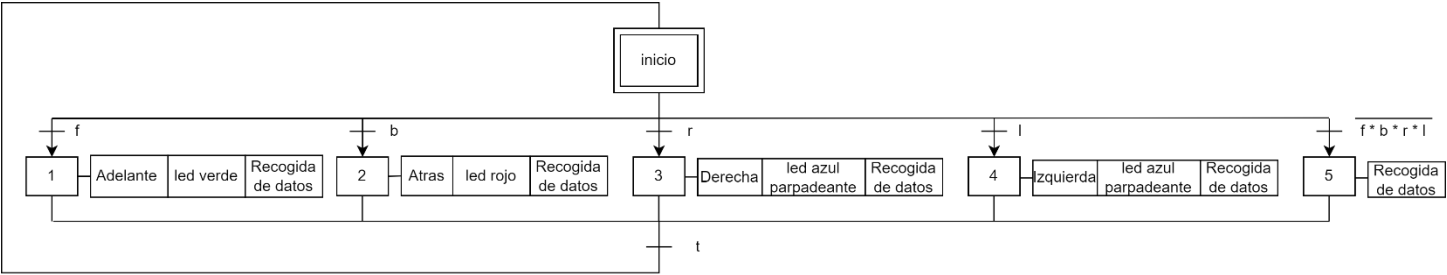 inicio
f
b
r
l
f * b * r * l
1
Adelante
led verde
Recogida
de datos
2
Atras
led rojo
Recogida
de datos
3
Derecha
led azul
parpadeante
Recogida
de datos
4
Izquierda
led azul
parpadeante
Recogida
de datos
5
Recogida
de datos
t